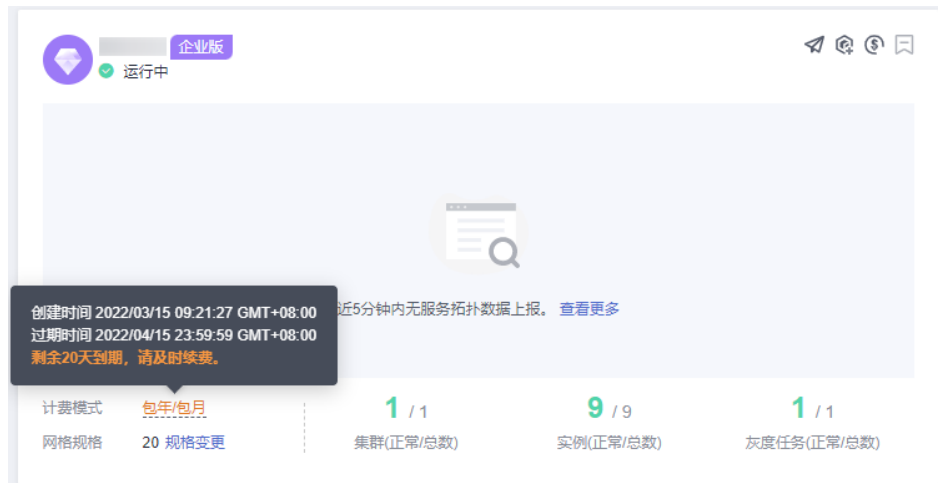 企业版
运行中
近5分钟内无服务拓扑数据上报。 查看更多
创建时间 2022/03/15 09:21:27 GMT+08:00
过期时间 2022/04/15 23:59:59 GMT+08:00
剩余20天到期，请及时续费。
计费模式 包年/包月
网格规格 20 规格变更
1 / 1
集群(正常/总数)
9 / 9
实例(正常/总数)
1 / 1
灰度任务(正常/总数)